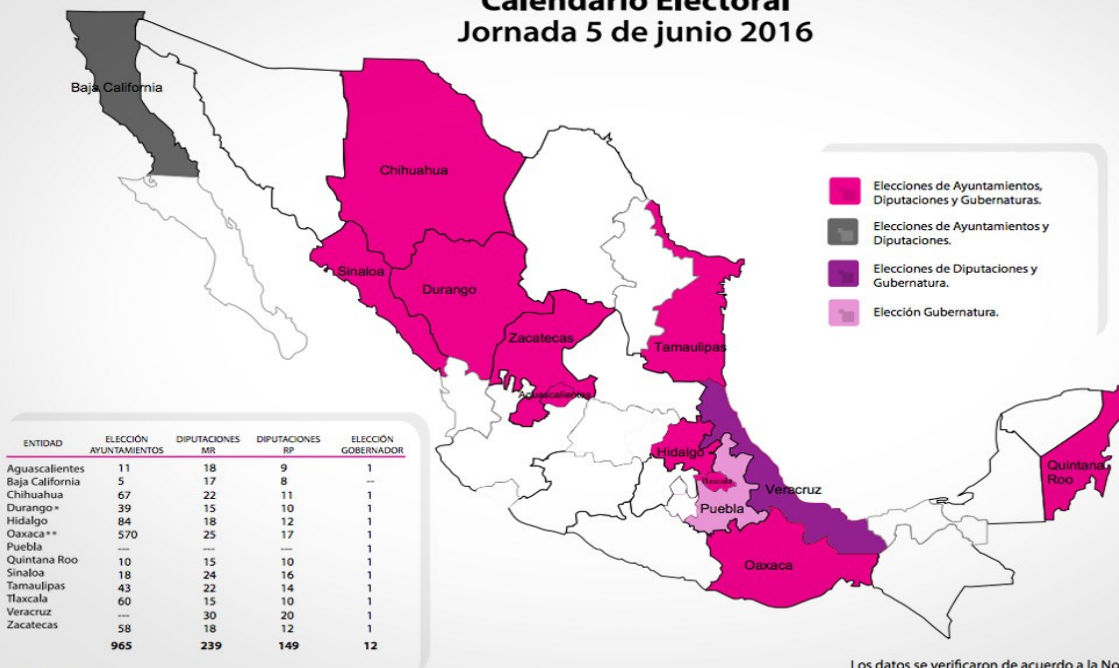 Calendario Electoral
Jornada 5 de junio 2016
Baja California
Chihuahua
Sinaloa
Durango
Zacatecas
Tamaulipas
Aguascalientes
Hidalgo
Tlaxcala
Puebla
Veracruz
Oaxaca
Quintana
Roo
Elecciones de Ayuntamientos,
Diputaciones y Gubernaturas.
Elecciones de Ayuntamientos y
Diputaciones.
Elecciones de Diputaciones y
Gubernatura.
Elección Gubernatura.
ENTIDAD ELECCIÓN AYUNTAMIENTOS DIPUTACIONES MR DIPUTACIONES RP ELECCIÓN GOBERNADOR
Aguascalientes 11 18 9 1
Baja California 5 17 8 --
Chihuahua 67 22 11 1
Durango* 39 15 10 1
Hidalgo 84 18 12 1
Oaxaca** 570 25 17 1
Puebla --- --- --- 1
Quintana Roo 10 15 10 1
Sinaloa 18 24 16 1
Tamaulipas 43 22 14 1
Tlaxcala 60 15 10 1
Veracruz --- 30 20 1
Zacatecas 58 18 12 1
965 239 149 12
Los datos se verificaron de acuerdo a la No